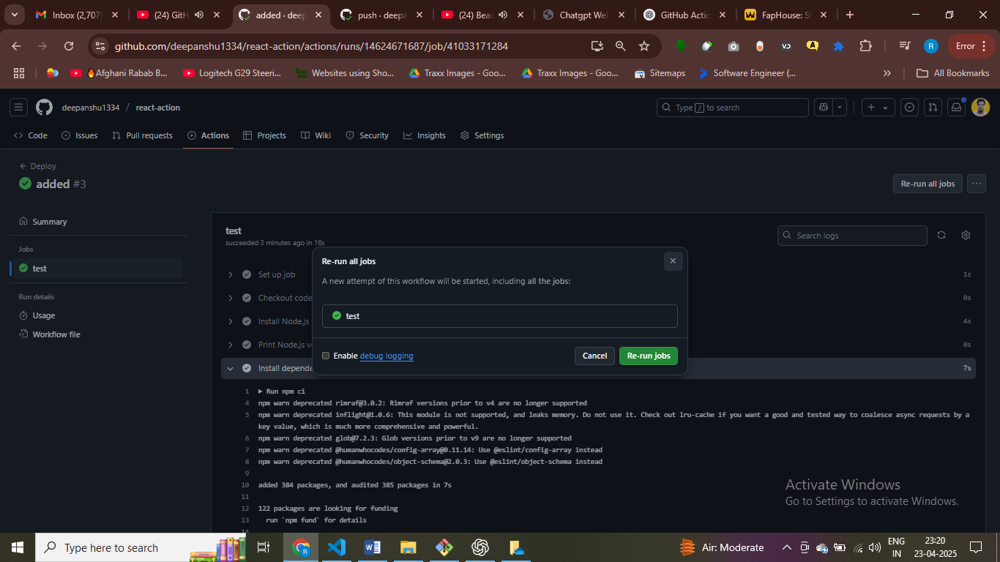 Inbox (2,707)
(24) GitH
added · deep
push · deepa
(24) Beau
Chatgpt Web
GitHub Actio
FapHouse: St
github.com/deepanshu1334/react-action/actions/runs/14624671687/job/41033171284
R
Error
Afghani Rabab B...
Logitech G29 Steeri...
Websites using Sho...
Traxx Images - Goo...
Traxx Images - Goo...
Sitemaps
Software Engineer (...
All Bookmarks
deepanshu1334 / react-action
Type / to search
Code
Issues
Pull requests
Actions
Projects
Wiki
Security
Insights
Settings
Deploy
added #3
Re-run all jobs
Summary
Jobs
test
Run details
Usage
Workflow file
test
succeeded 3 minutes ago in 16s
Search logs
Set up job 1s
Checkout code 0s
Install Node.js 4s
Print Node.js ve 0s
Install depende 7s
Re-run all jobs
A new attempt of this workflow will be started, including all the jobs:
test
Enable debug logging
Cancel
Re-run jobs
1 Run npm ci
4 npm warn deprecated rimraf@3.0.2: Rimraf versions prior to v4 are no longer supported
5 npm warn deprecated inflight@1.0.6: This module is not supported, and leaks memory. Do not use it. Check out lru-cache if you want a good and tested way to coalesce async requests by a
key value, which is much more comprehensive and powerful.
6 npm warn deprecated glob@7.2.3: Glob versions prior to v9 are no longer supported
7 npm warn deprecated @humanwhocodes/config-array@0.11.14: Use @eslint/config-array instead
8 npm warn deprecated @humanwhocodes/object-schema@2.0.3: Use @eslint/object-schema instead
9
10 added 384 packages, and audited 385 packages in 7s
11
12 122 packages are looking for funding
13 run `npm fund` for details
14
Activate Windows
Go to Settings to activate Windows.
Type here to search
Air: Moderate
ENG
IN
23:20
23-04-2025